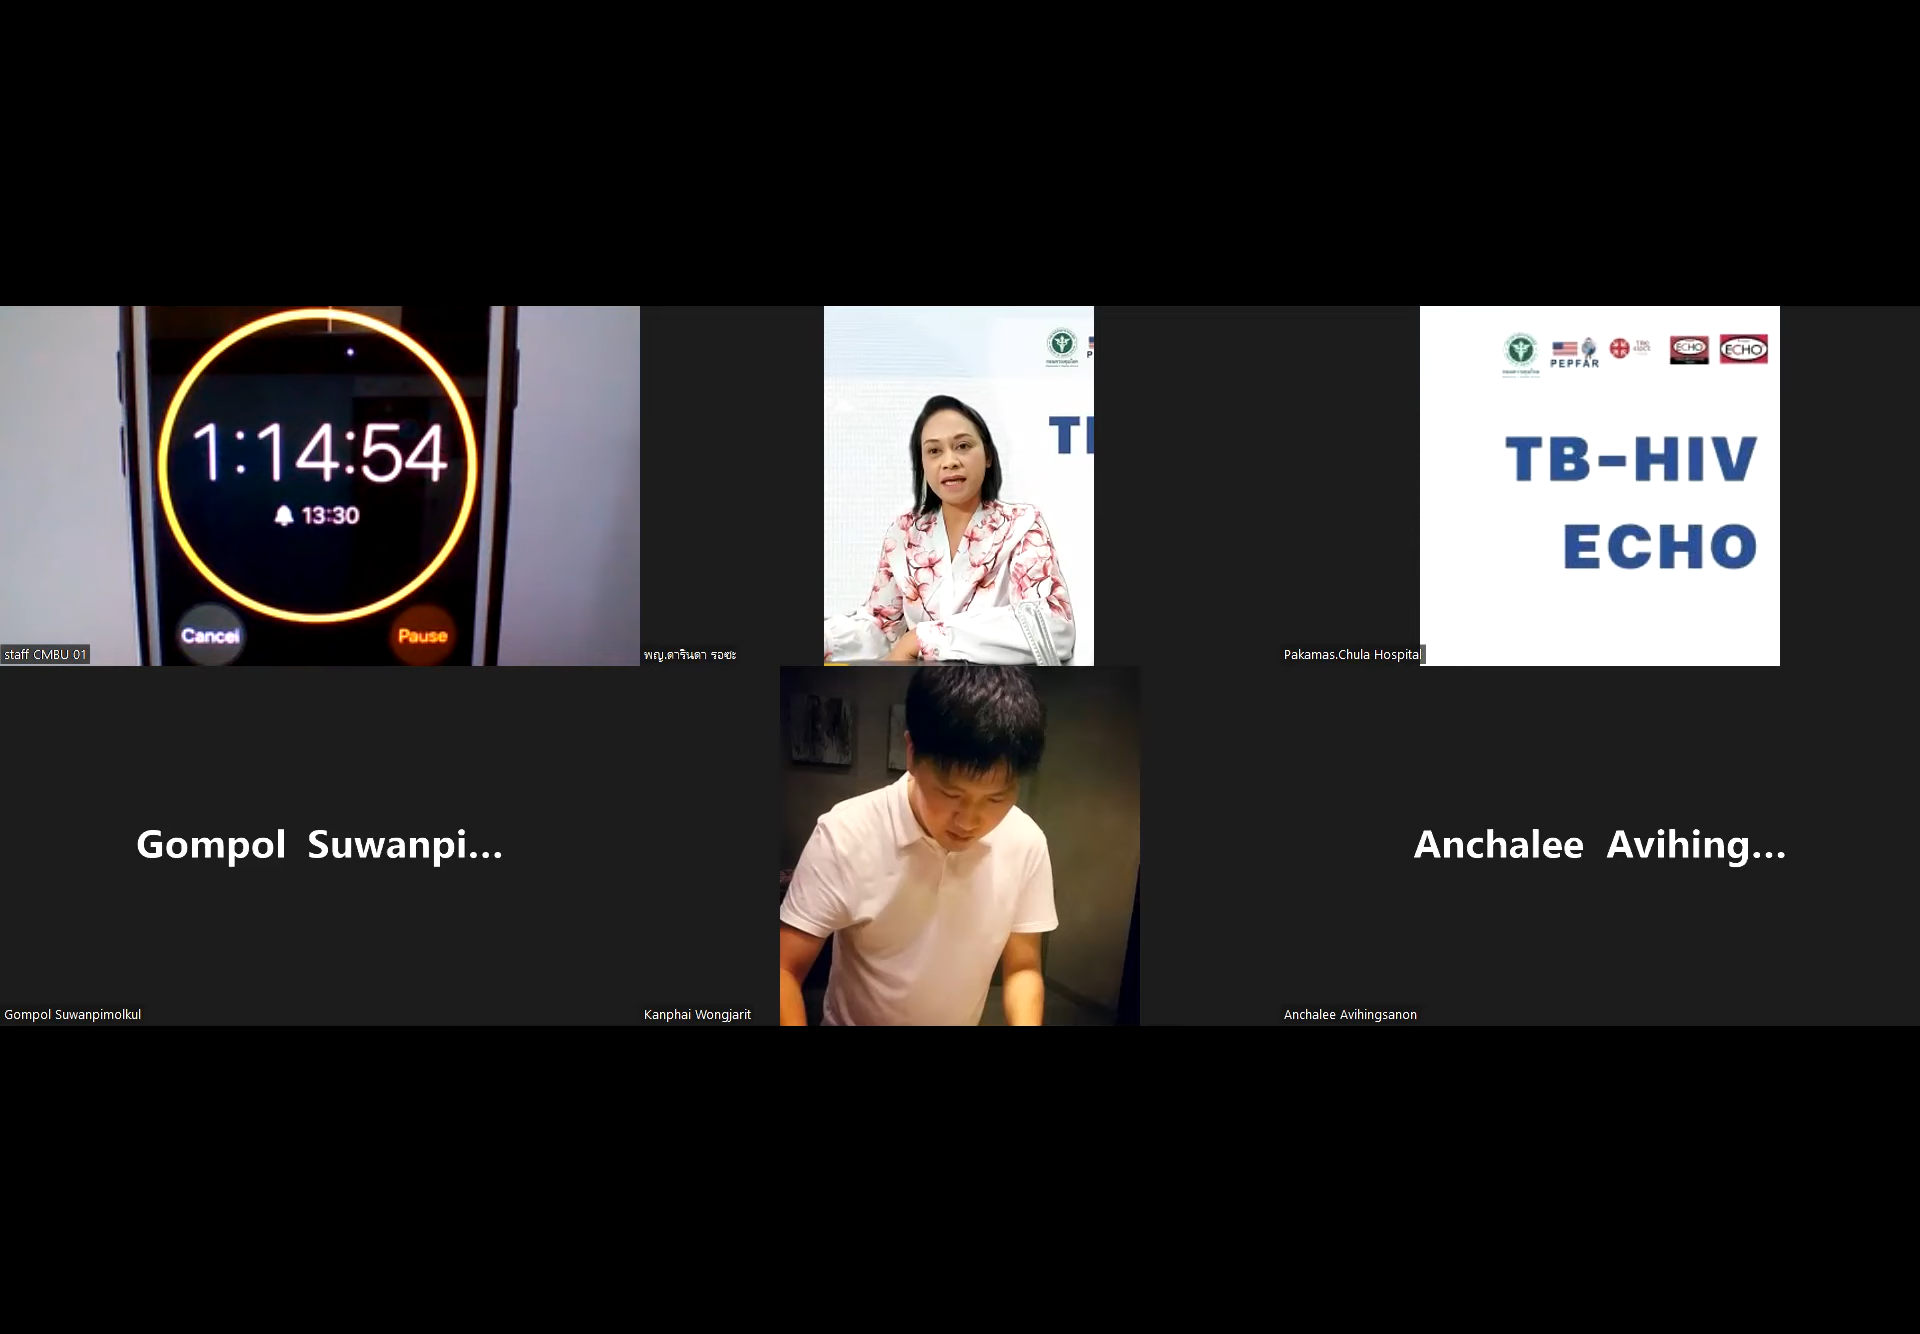 1:14:54
13:30
Cancel
Pause
staff CMBU 01
P
TI
พญ.ดารินดา รอซะ
PEPFAR
ECHO
ECHO
TB-HIV
ECHO
Pakamas.Chula Hospital
Gompol Suwanpi...
Gompol Suwanpimolkul
Kanphai Wongjarit
Anchalee Avihing...
Anchalee Avihingsanon